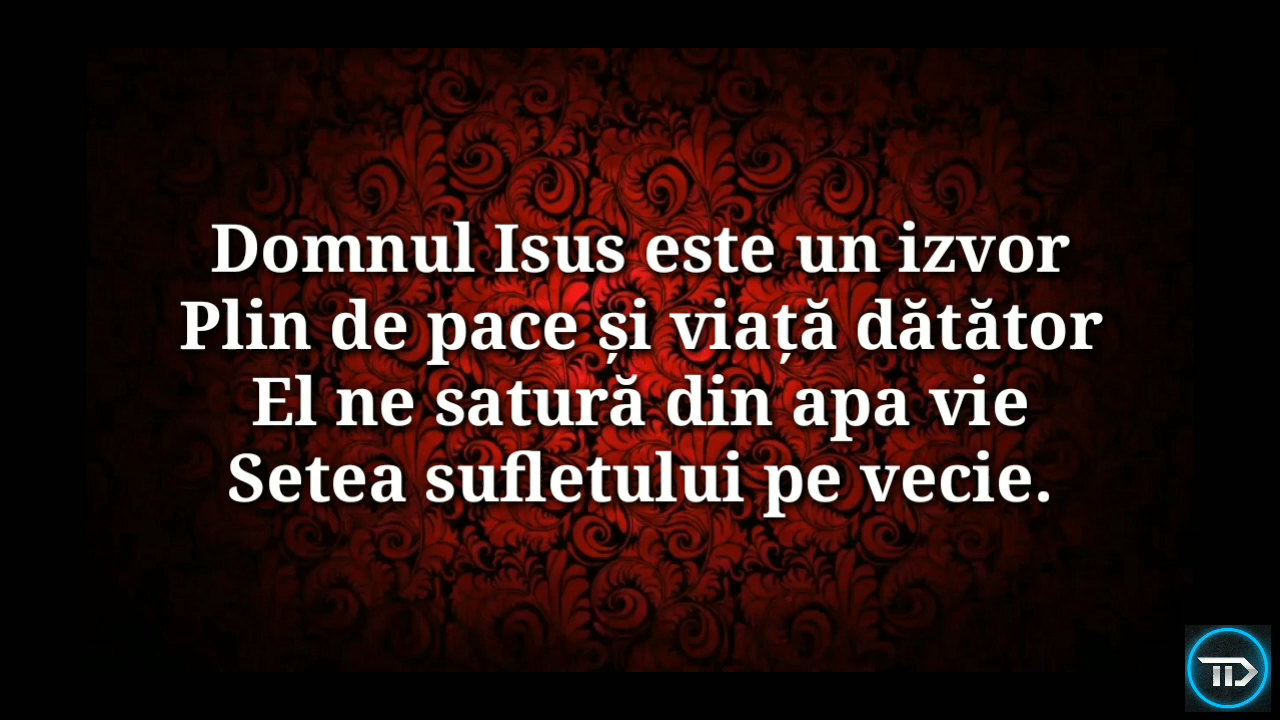 Domnul Isus este un izvor
Plin de pace și viață dătător
El ne satură din apa vie
Setea sufletului pe vecie.